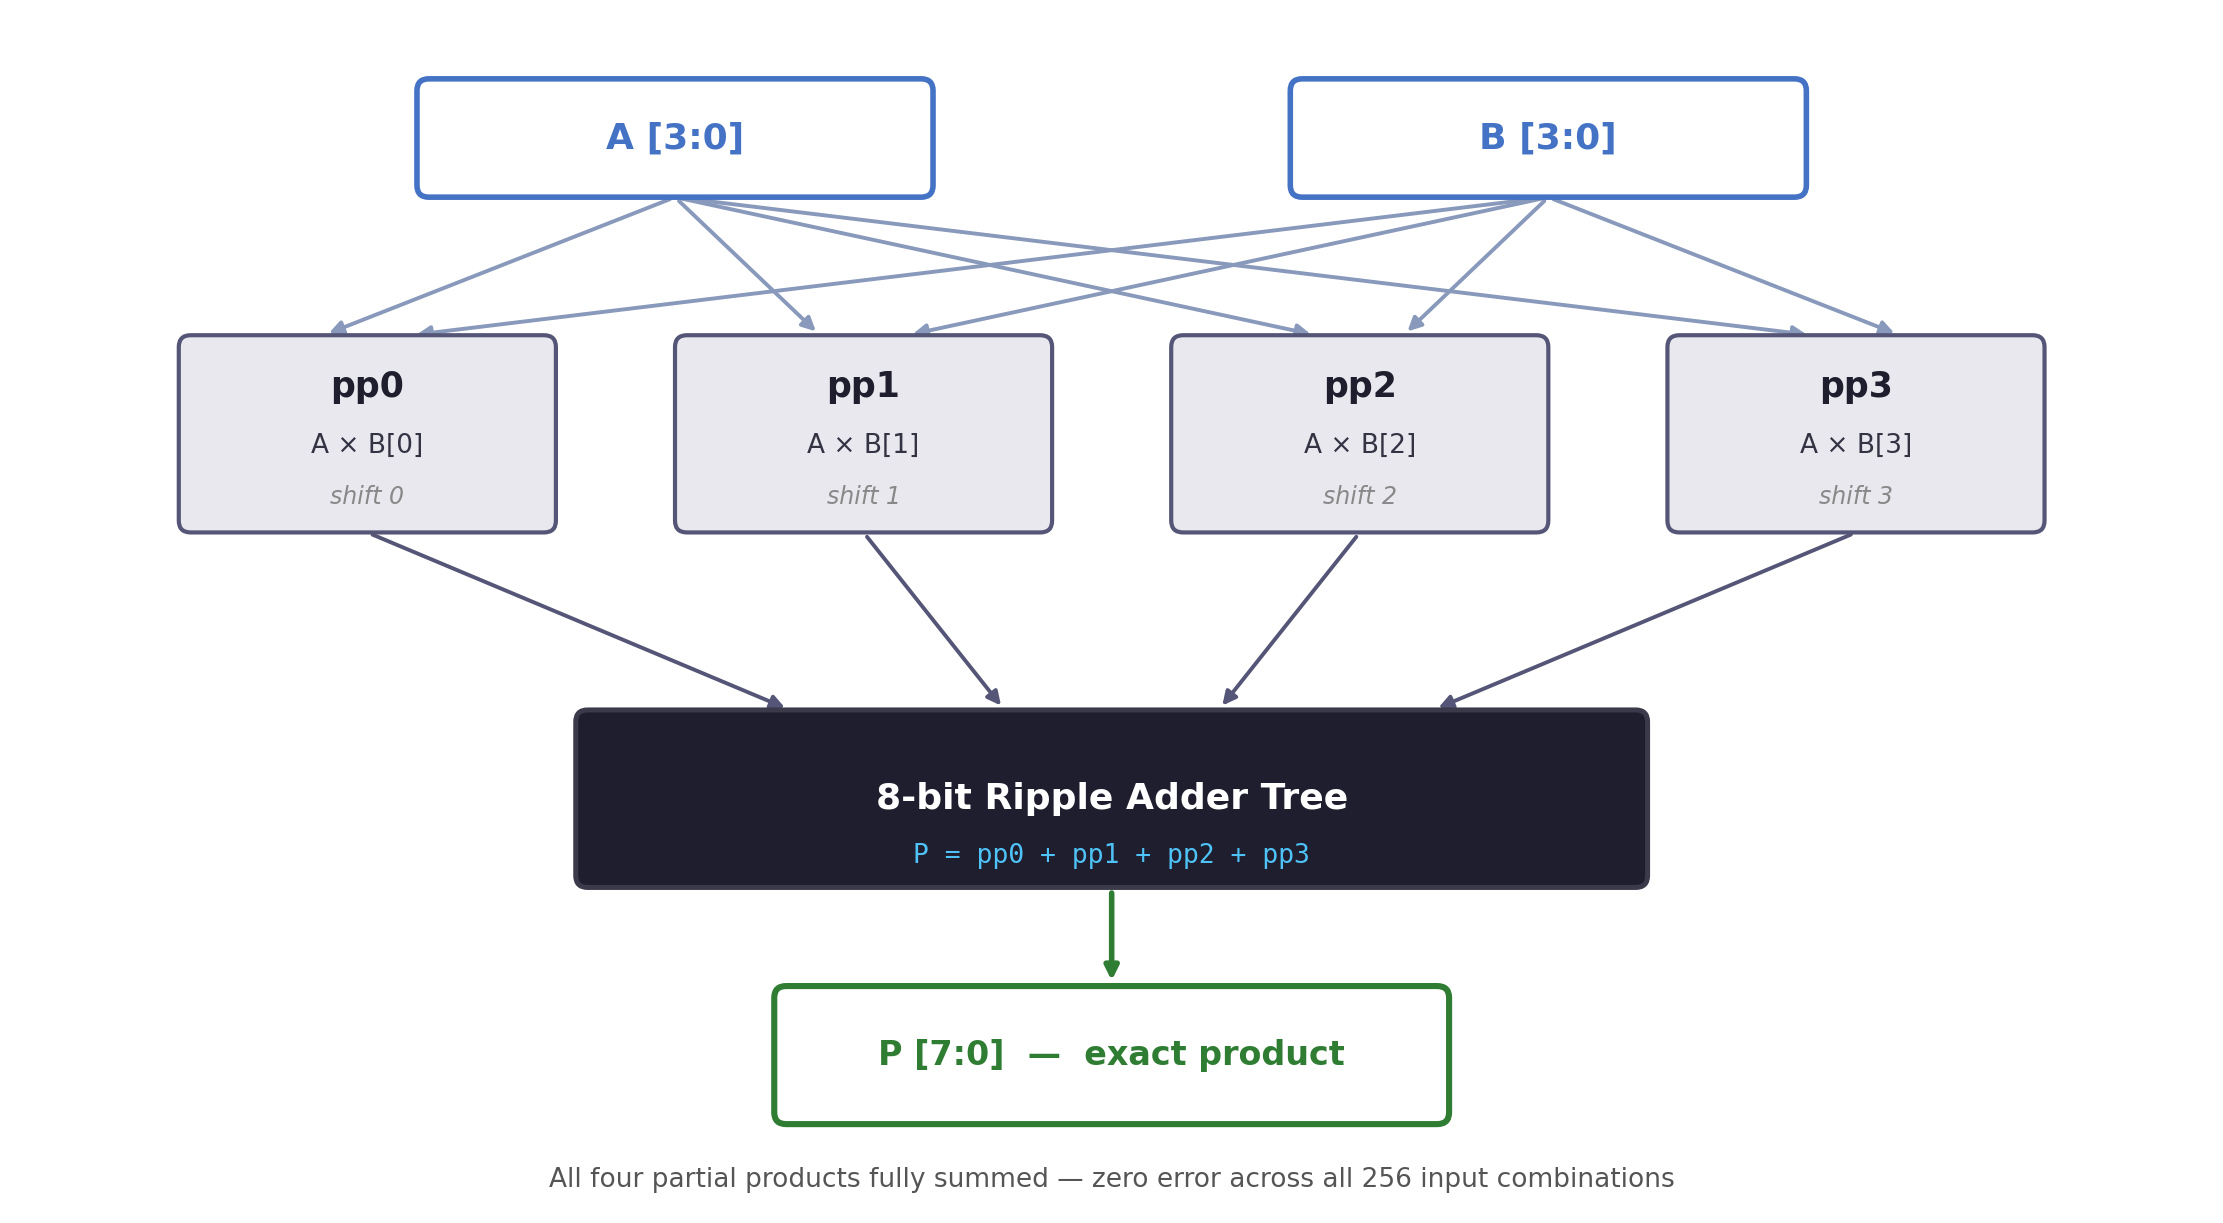 A [3:0]
B [3:0]
pp0
A × B[0]
shift 0
pp1
A × B[1]
shift 1
pp2
A × B[2]
shift 2
pp3
A × B[3]
shift 3
8-bit Ripple Adder Tree
P = pp0 + pp1 + pp2 + pp3
P [7:0] — exact product
All four partial products fully summed — zero error across all 256 input combinations